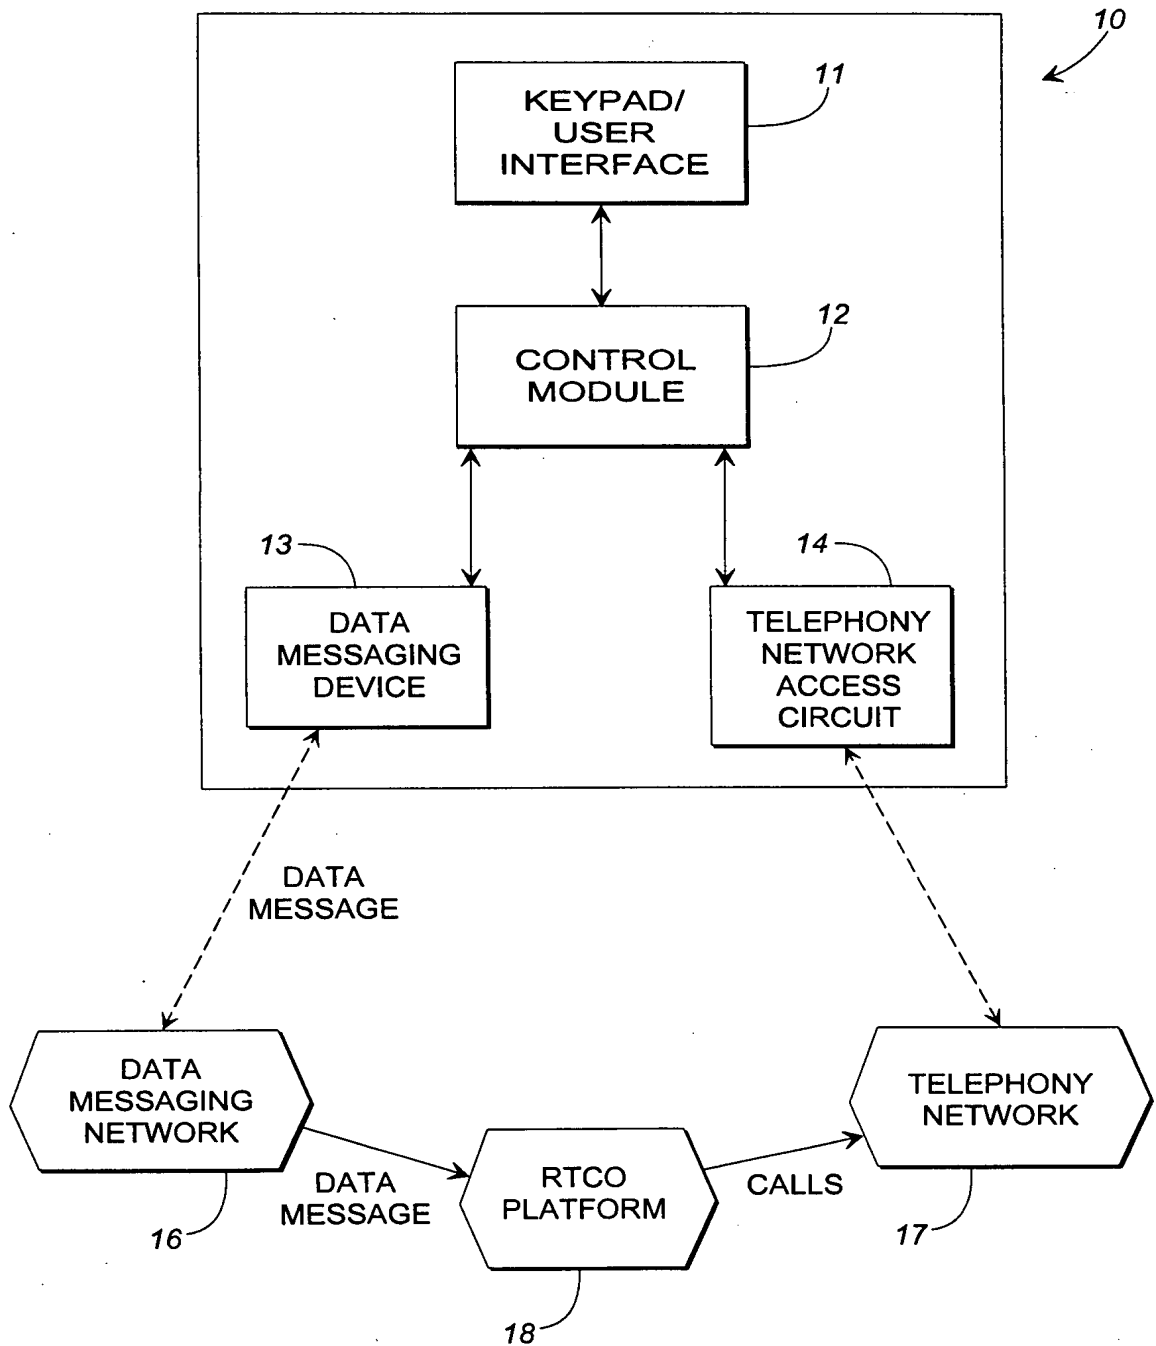 10
11
KEYPAD/
USER
INTERFACE
12
CONTROL
MODULE
13
14
DATA
MESSAGING
DEVICE
TELEPHONY
NETWORK
ACCESS
CIRCUIT
DATA
MESSAGE
DATA
MESSAGING
NETWORK
TELEPHONY
NETWORK
RTCO
PLATFORM
DATA
MESSAGE
CALLS
16
17
18